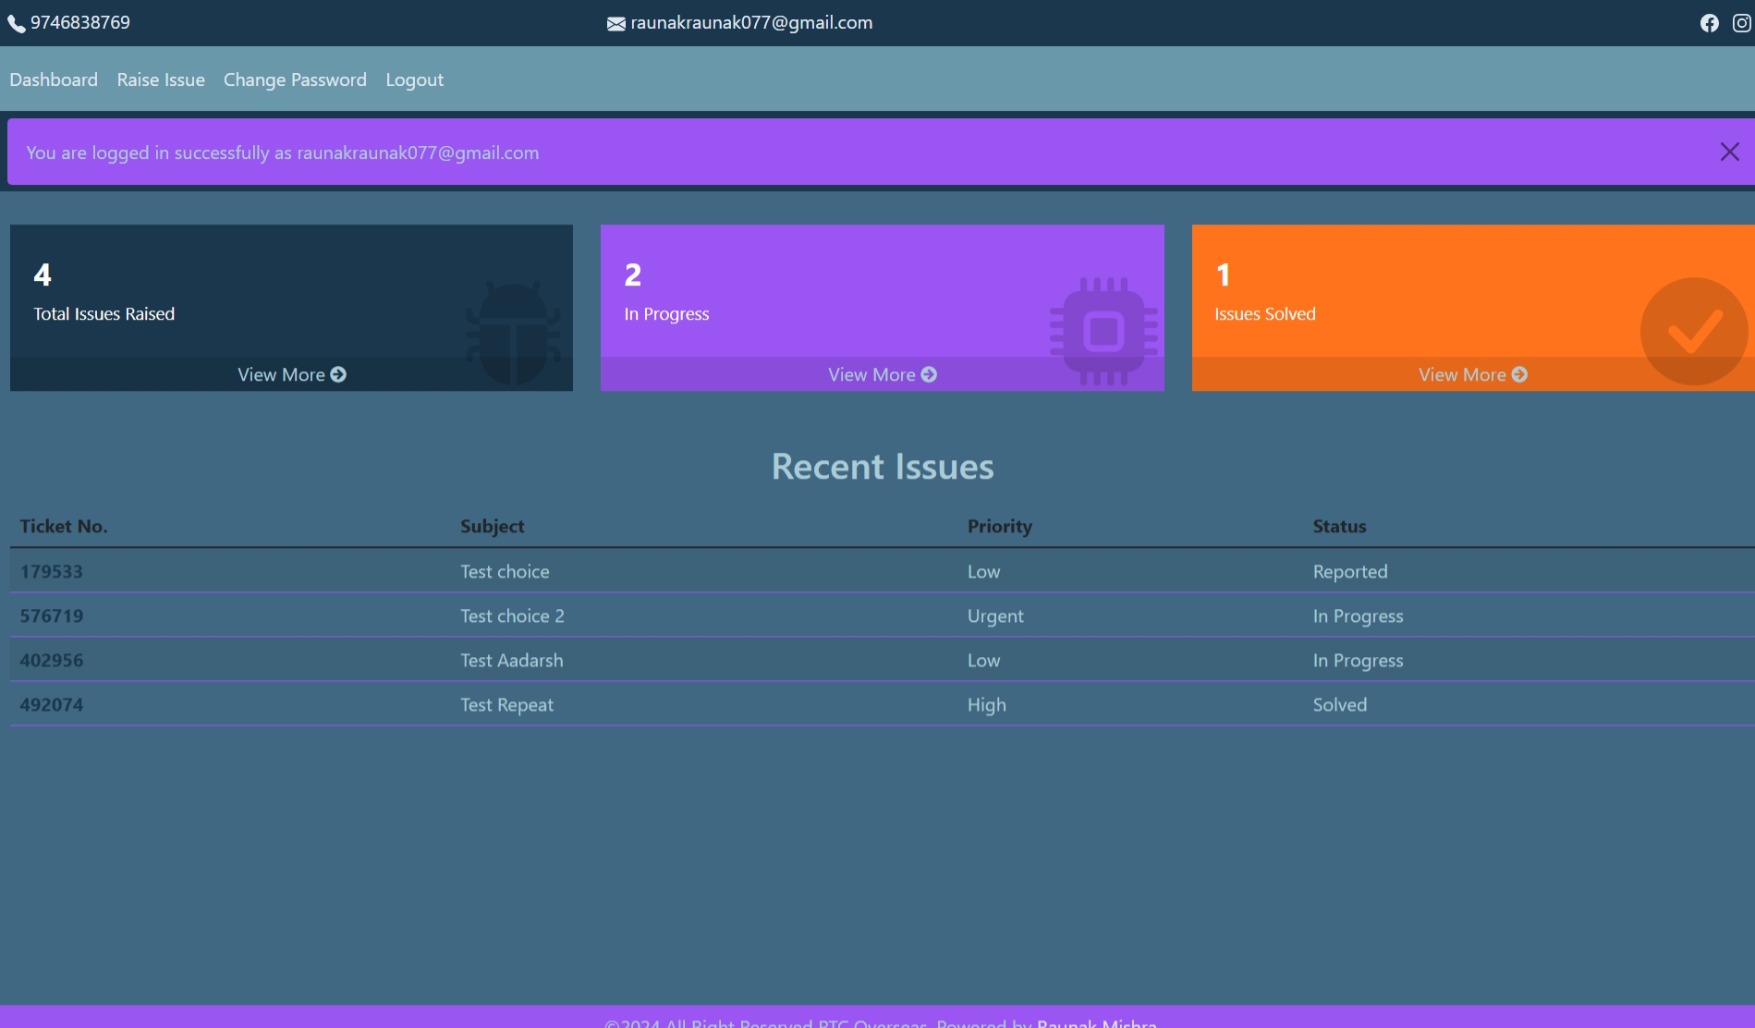 9746838769 raunakraunak077@gmail.com
Dashboard Raise Issue Change Password Logout
You are logged in successfully as raunakraunak077@gmail.com
4
Total Issues Raised
View More
2
In Progress
View More
1
Issues Solved
View More
Recent Issues
Ticket No. Subject Priority Status
179533 Test choice Low Reported
576719 Test choice 2 Urgent In Progress
402956 Test Aadarsh Low In Progress
492074 Test Repeat High Solved
©2024 All Right Reserved PTC Overseas. Powered by Raunak Mishra